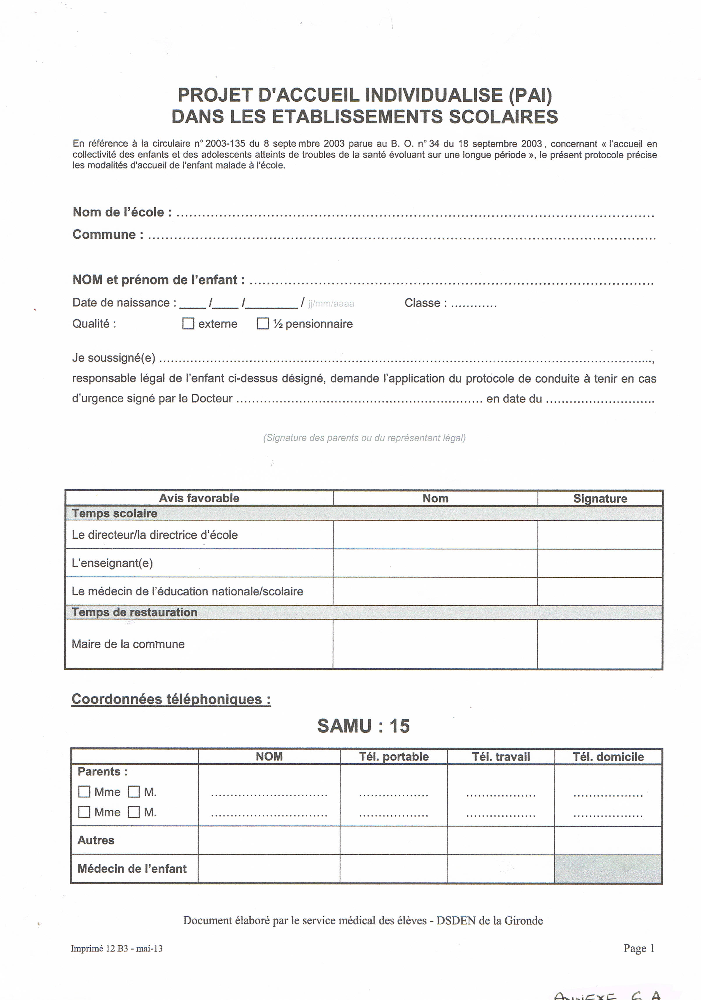 PROJET D'ACCUEIL INDIVIDUALISE (PAI)
DANS LES ETABLISSEMENTS SCOLAIRES
En référence à la circulaire n° 2003-135 du 8 septe mbre 2003 parue au B. O. n° 34 du 18 septembre 2003 , concernant « l'accueil en
collectivité des enfants et des adolescents atteints de troubles de la santé évoluant sur une longue période », le présent protocole précise
les modalités d'accueil de l'enfant malade à l'école.
Nom de l'école : ........................................................................
Commune : ........................................................................
NOM et prénom de l'enfant : ........................................................................
Date de naissance : ____ /____ /________ / jj/mm/aaaa Classe : ............
Qualité : ☐ externe ☐ ½ pensionnaire
Je soussigné(e) ........................................................................,
responsable légal de l'enfant ci-dessus désigné, demande l'application du protocole de conduite à tenir en cas
d'urgence signé par le Docteur ............................................................ en date du ............................
(Signature des parents ou du représentant légal)
Avis favorable Nom Signature
Temps scolaire
Le directeur/la directrice d'école
L'enseignant(e)
Le médecin de l'éducation nationale/scolaire
Temps de restauration
Maire de la commune
Coordonnées téléphoniques :
SAMU : 15
NOM Tél. portable Tél. travail Tél. domicile
Parents :
☐ Mme ☐ M. .............................. .................. .................. ..................
☐ Mme ☐ M. .............................. .................. .................. ..................
Autres
Médecin de l'enfant
Document élaboré par le service médical des élèves - DSDEN de la Gironde
Imprimé 12 B3 - mai-13 Page 1
ANNEXE 6 A